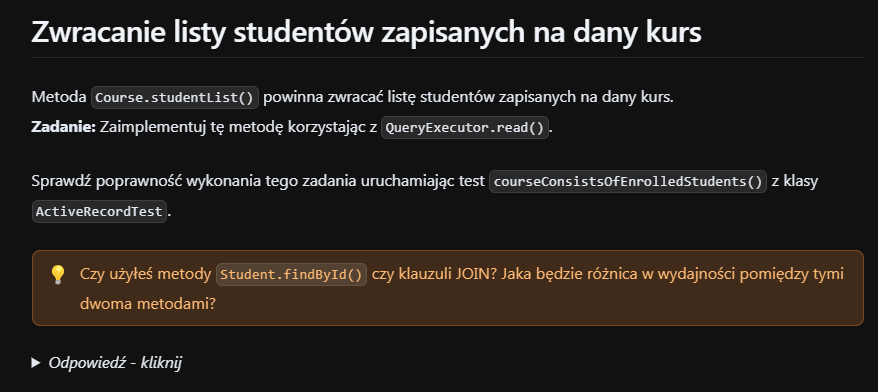 Zwracanie listy studentów zapisanych na dany kurs
Metoda Course.studentList() powinna zwracać listę studentów zapisanych na dany kurs.
Zadanie: Zaimplementuj tę metodę korzystając z QueryExecutor.read().
Sprawdź poprawność wykonania tego zadania uruchamiając test courseConsistsOfEnrolledStudents() z klasy
ActiveRecordTest.
💡 Czy użyłeś metody Student.findById() czy klauzuli JOIN? Jaka będzie różnica w wydajności pomiędzy tymi
dwoma metodami?
▶ Odpowiedź - kliknij